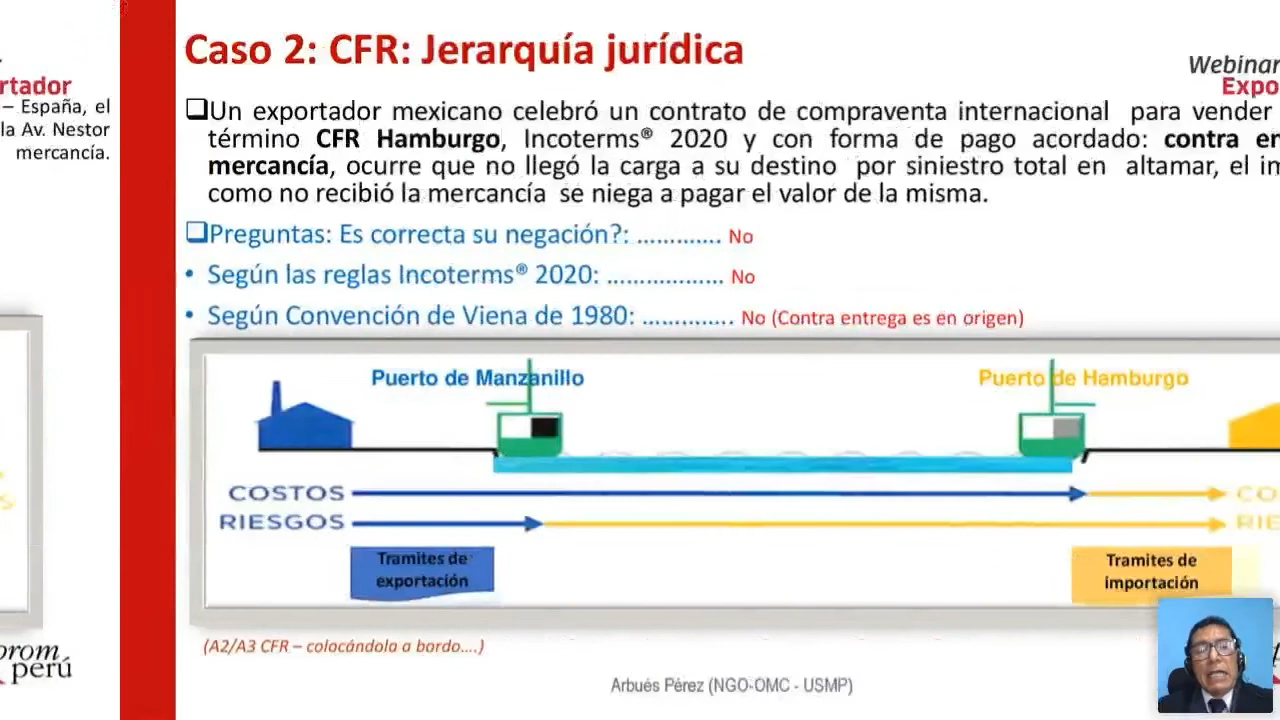 Caso 2: CFR: Jerarquía jurídica
Webinar
Expo
rtador
– España, el
la Av. Nestor
mercancía.
Un exportador mexicano celebró un contrato de compraventa internacional para vender
término CFR Hamburgo, Incoterms® 2020 y con forma de pago acordado: contra en
mercancía, ocurre que no llegó la carga a su destino por siniestro total en altamar, el im
como no recibió la mercancía se niega a pagar el valor de la misma.
Preguntas: Es correcta su negación?: ............. No
• Según las reglas Incoterms® 2020: .................. No
• Según Convención de Viena de 1980: .............. No (Contra entrega es en origen)
Puerto de Manzanillo
Puerto de Hamburgo
COSTOS
CO
RIESGOS
RIE
Tramites de
exportación
Tramites de
importación
(A2/A3 CFR – colocándola a bordo....)
prom
perú
Arbués Pérez (NGO-OMC - USMP)